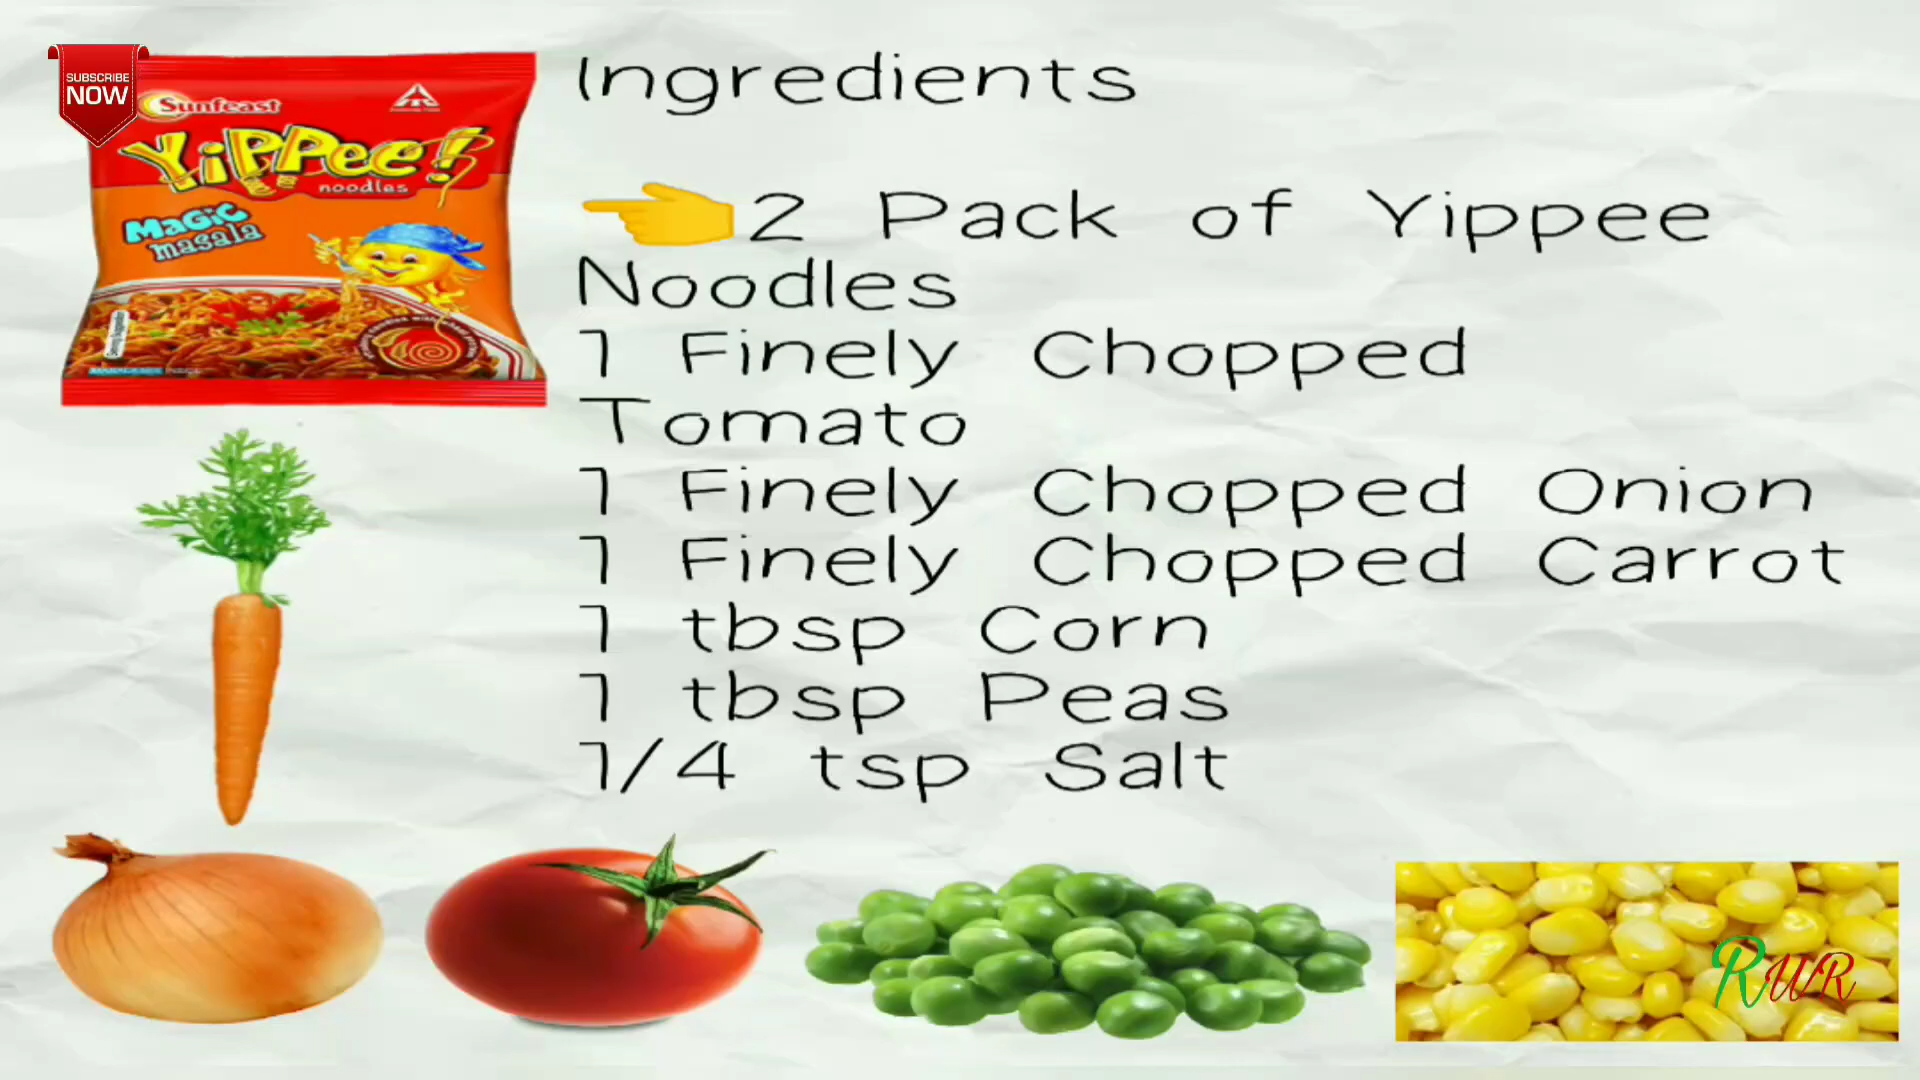 SUBSCRIBE
NOW
Sunfeast
YiPPee!
noodles
MaGiC
masala
Ingredients
👈2 Pack of Yippee
Noodles
1 Finely Chopped
Tomato
1 Finely Chopped Onion
1 Finely Chopped Carrot
1 tbsp Corn
1 tbsp Peas
1/4 tsp Salt
RWR